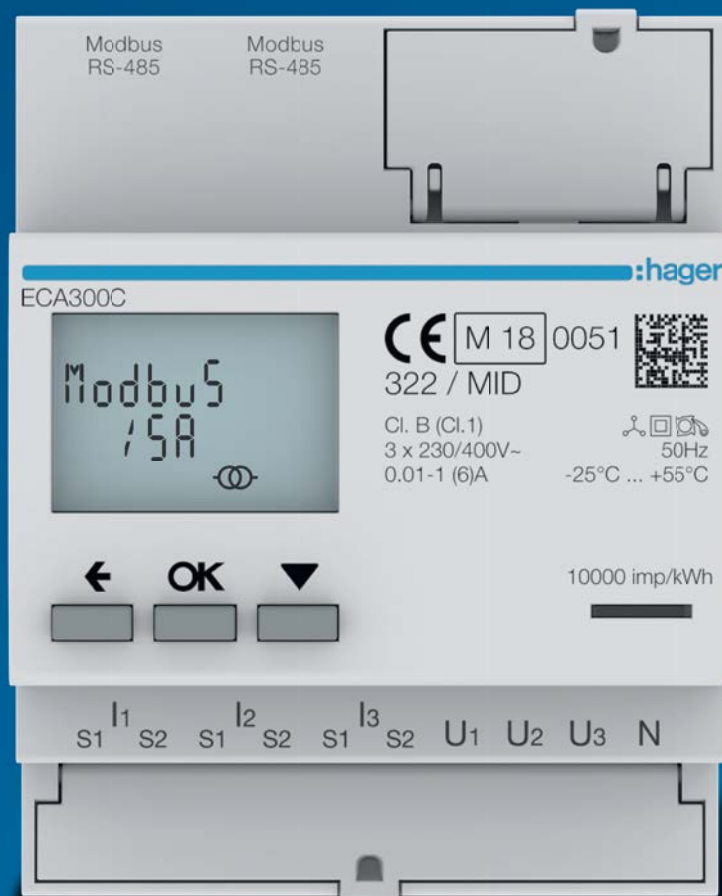 Modbus Modbus
RS-485 RS-485
:hager
ECA300C
ModbuS
/5A
CE M 18 0051
322 / MID
Cl. B (Cl.1)
3 x 230/400V~
50Hz
0.01-1 (6)A
-25°C ... +55°C
OK
10000 imp/kWh
I1 I2 I3
S1 S2 S1 S2 S1 S2 U1 U2 U3 N